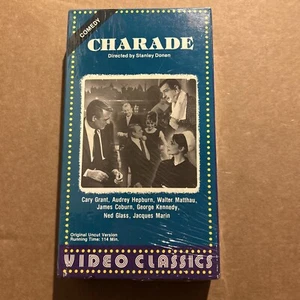 COMEDY
CHARADE
Directed by Stanley Donen
Cary Grant, Audrey Hepburn, Walter Matthau,
James Coburn, George Kennedy,
Ned Glass, Jacques Marin
Original Uncut Version
Running Time: 114 Min.
VIDEO CLASSICS